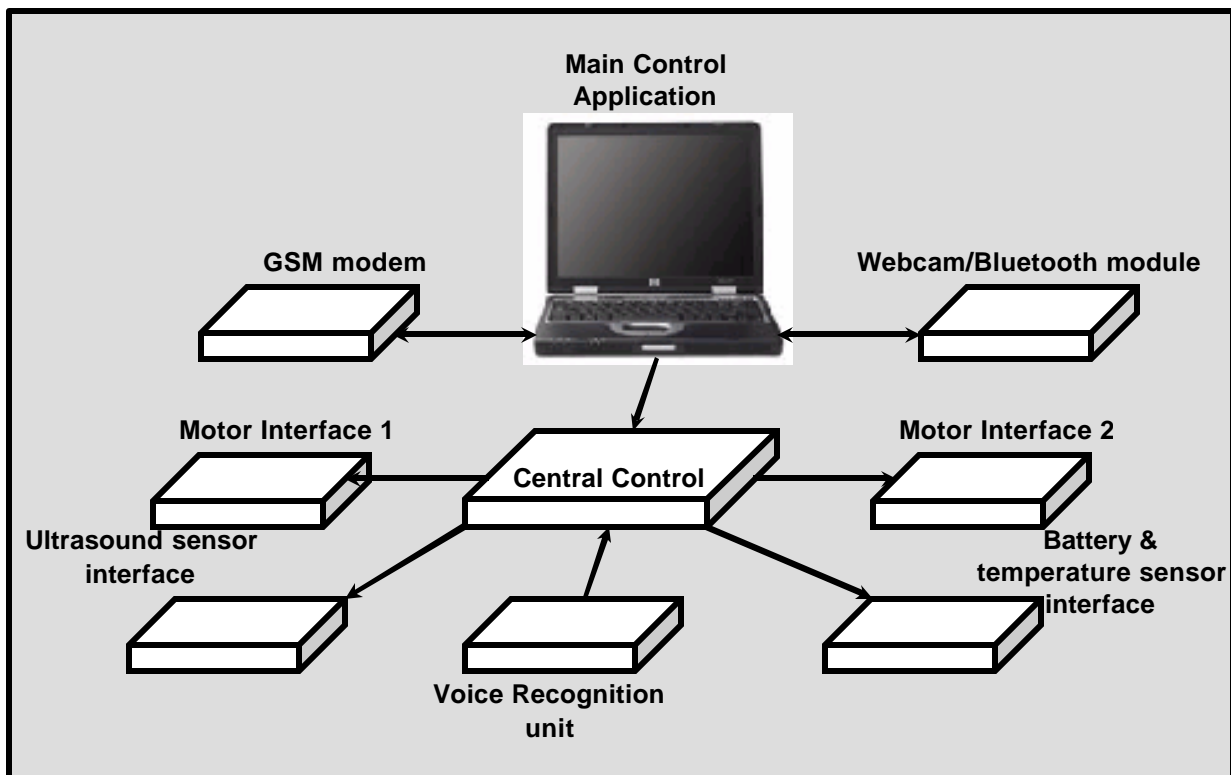 Main Control
Application
GSM modem
Webcam/Bluetooth module
Motor Interface 1
Motor Interface 2
Central Control
Ultrasound sensor
interface
Battery &
temperature sensor
interface
Voice Recognition
unit